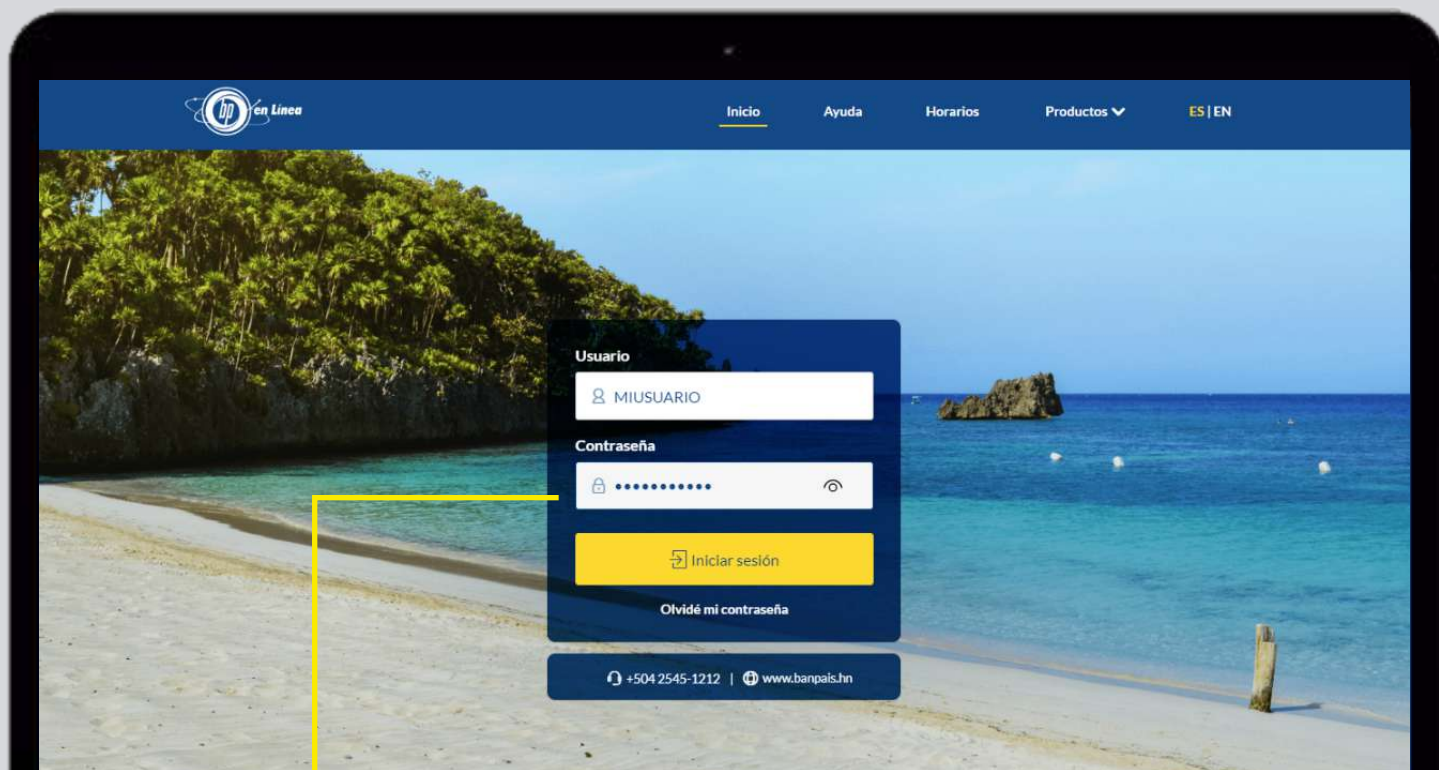 bp en Línea
Inicio Ayuda Horarios Productos ES | EN
Usuario
MIUSUARIO
Contraseña
•••••••••••
Iniciar sesión
Olvidé mi contraseña
+504 2545-1212 | www.banpais.hn